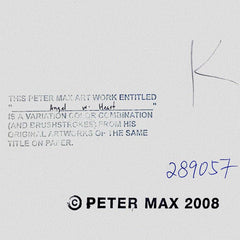 K
THIS PETER MAX ART WORK ENTITLED
" Angel w. Heart "
IS A VARIATION COLOR COMBINATION
(AND BRUSHSTROKES) FROM HIS
ORIGINAL ARTWORKS OF THE SAME
TITLE ON PAPER.
289057
© PETER MAX 2008